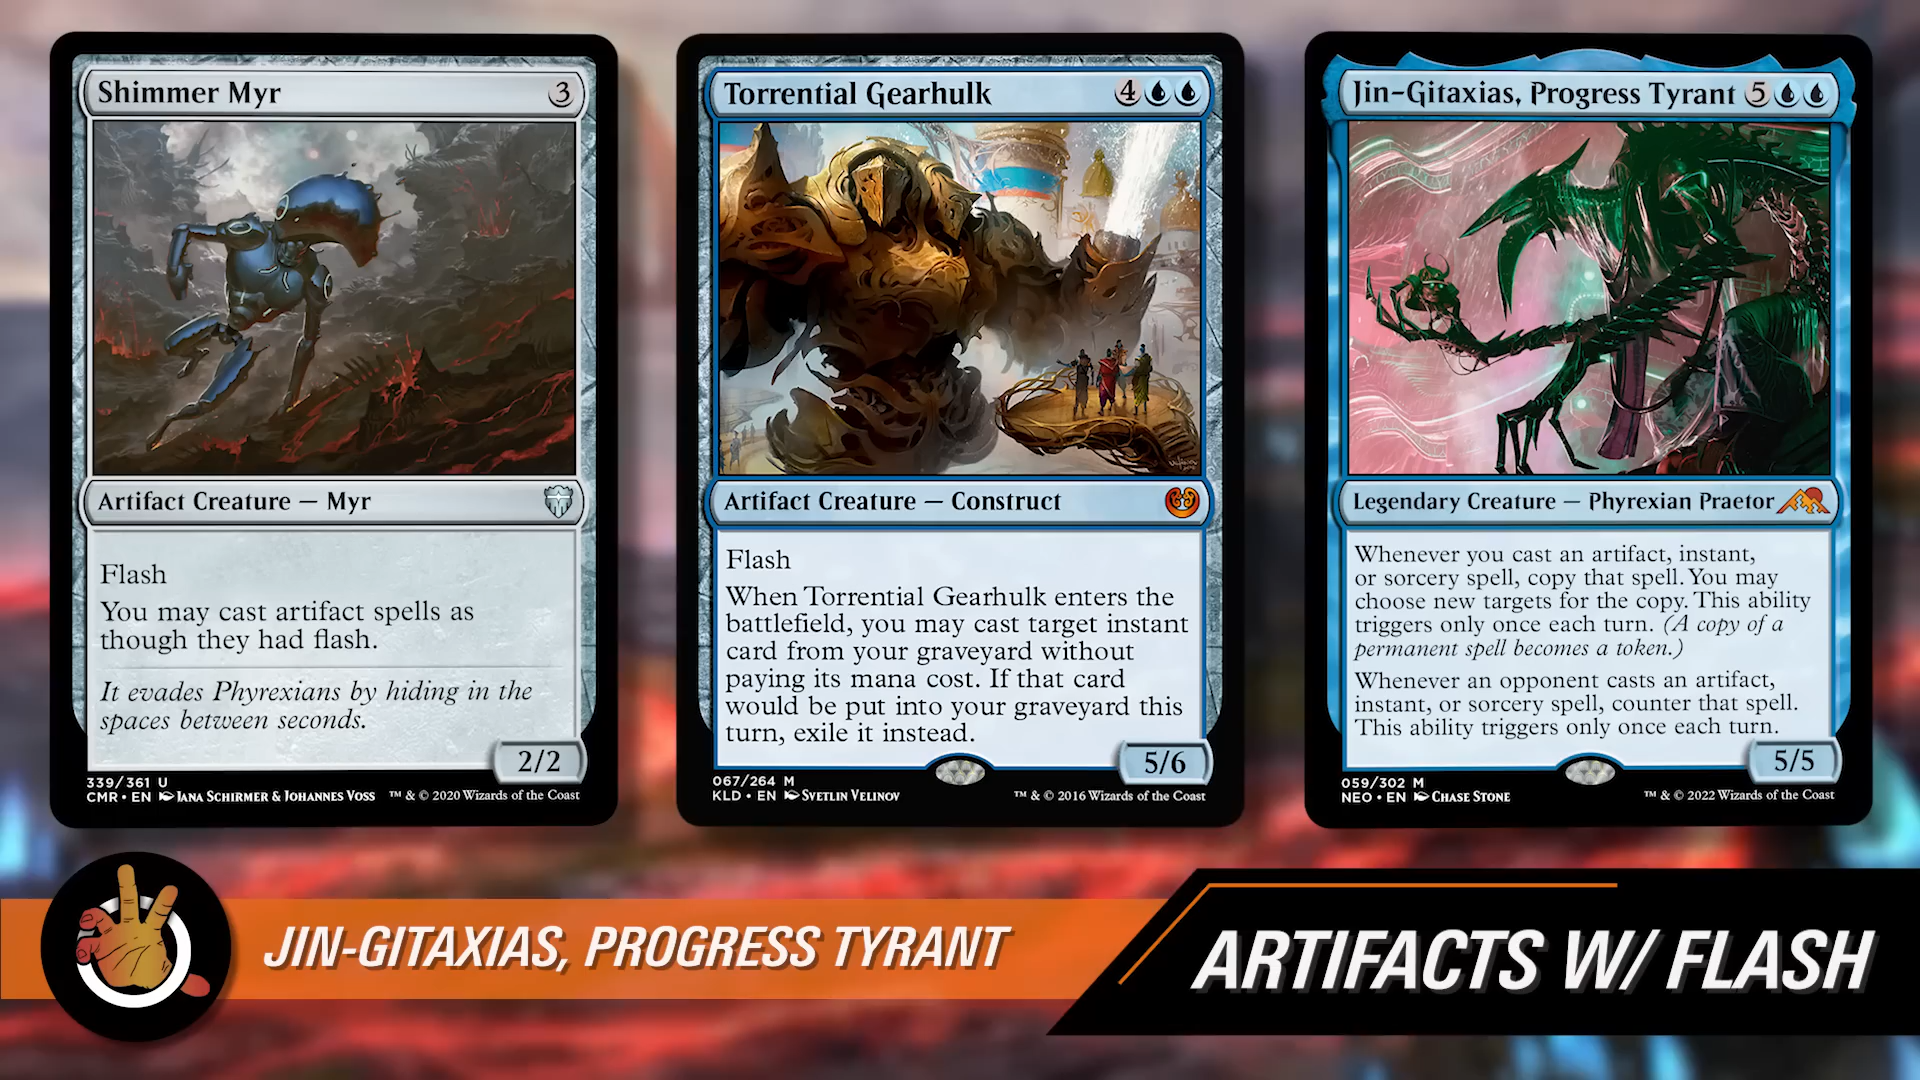 Shimmer Myr 3
Artifact Creature — Myr
Flash
You may cast artifact spells as
though they had flash.
It evades Phyrexians by hiding in the
spaces between seconds.
2/2
339/361 U
CMR • EN JANA SCHIRMER & JOHANNES VOSS ™ & © 2020 Wizards of the Coast
Torrential Gearhulk 4
Artifact Creature — Construct
Flash
When Torrential Gearhulk enters the
battlefield, you may cast target instant
card from your graveyard without
paying its mana cost. If that card
would be put into your graveyard this
turn, exile it instead.
5/6
067/264 M
KLD • EN SVETLIN VELINOV ™ & © 2016 Wizards of the Coast
Jin-Gitaxias, Progress Tyrant 5
Legendary Creature — Phyrexian Praetor
Whenever you cast an artifact, instant,
or sorcery spell, copy that spell. You may
choose new targets for the copy. This ability
triggers only once each turn. (A copy of a
permanent spell becomes a token.)
Whenever an opponent casts an artifact,
instant, or sorcery spell, counter that spell.
This ability triggers only once each turn.
5/5
059/302 M
NEO • EN CHASE STONE ™ & © 2022 Wizards of the Coast
JIN-GITAXIAS, PROGRESS TYRANT
ARTIFACTS W/ FLASH